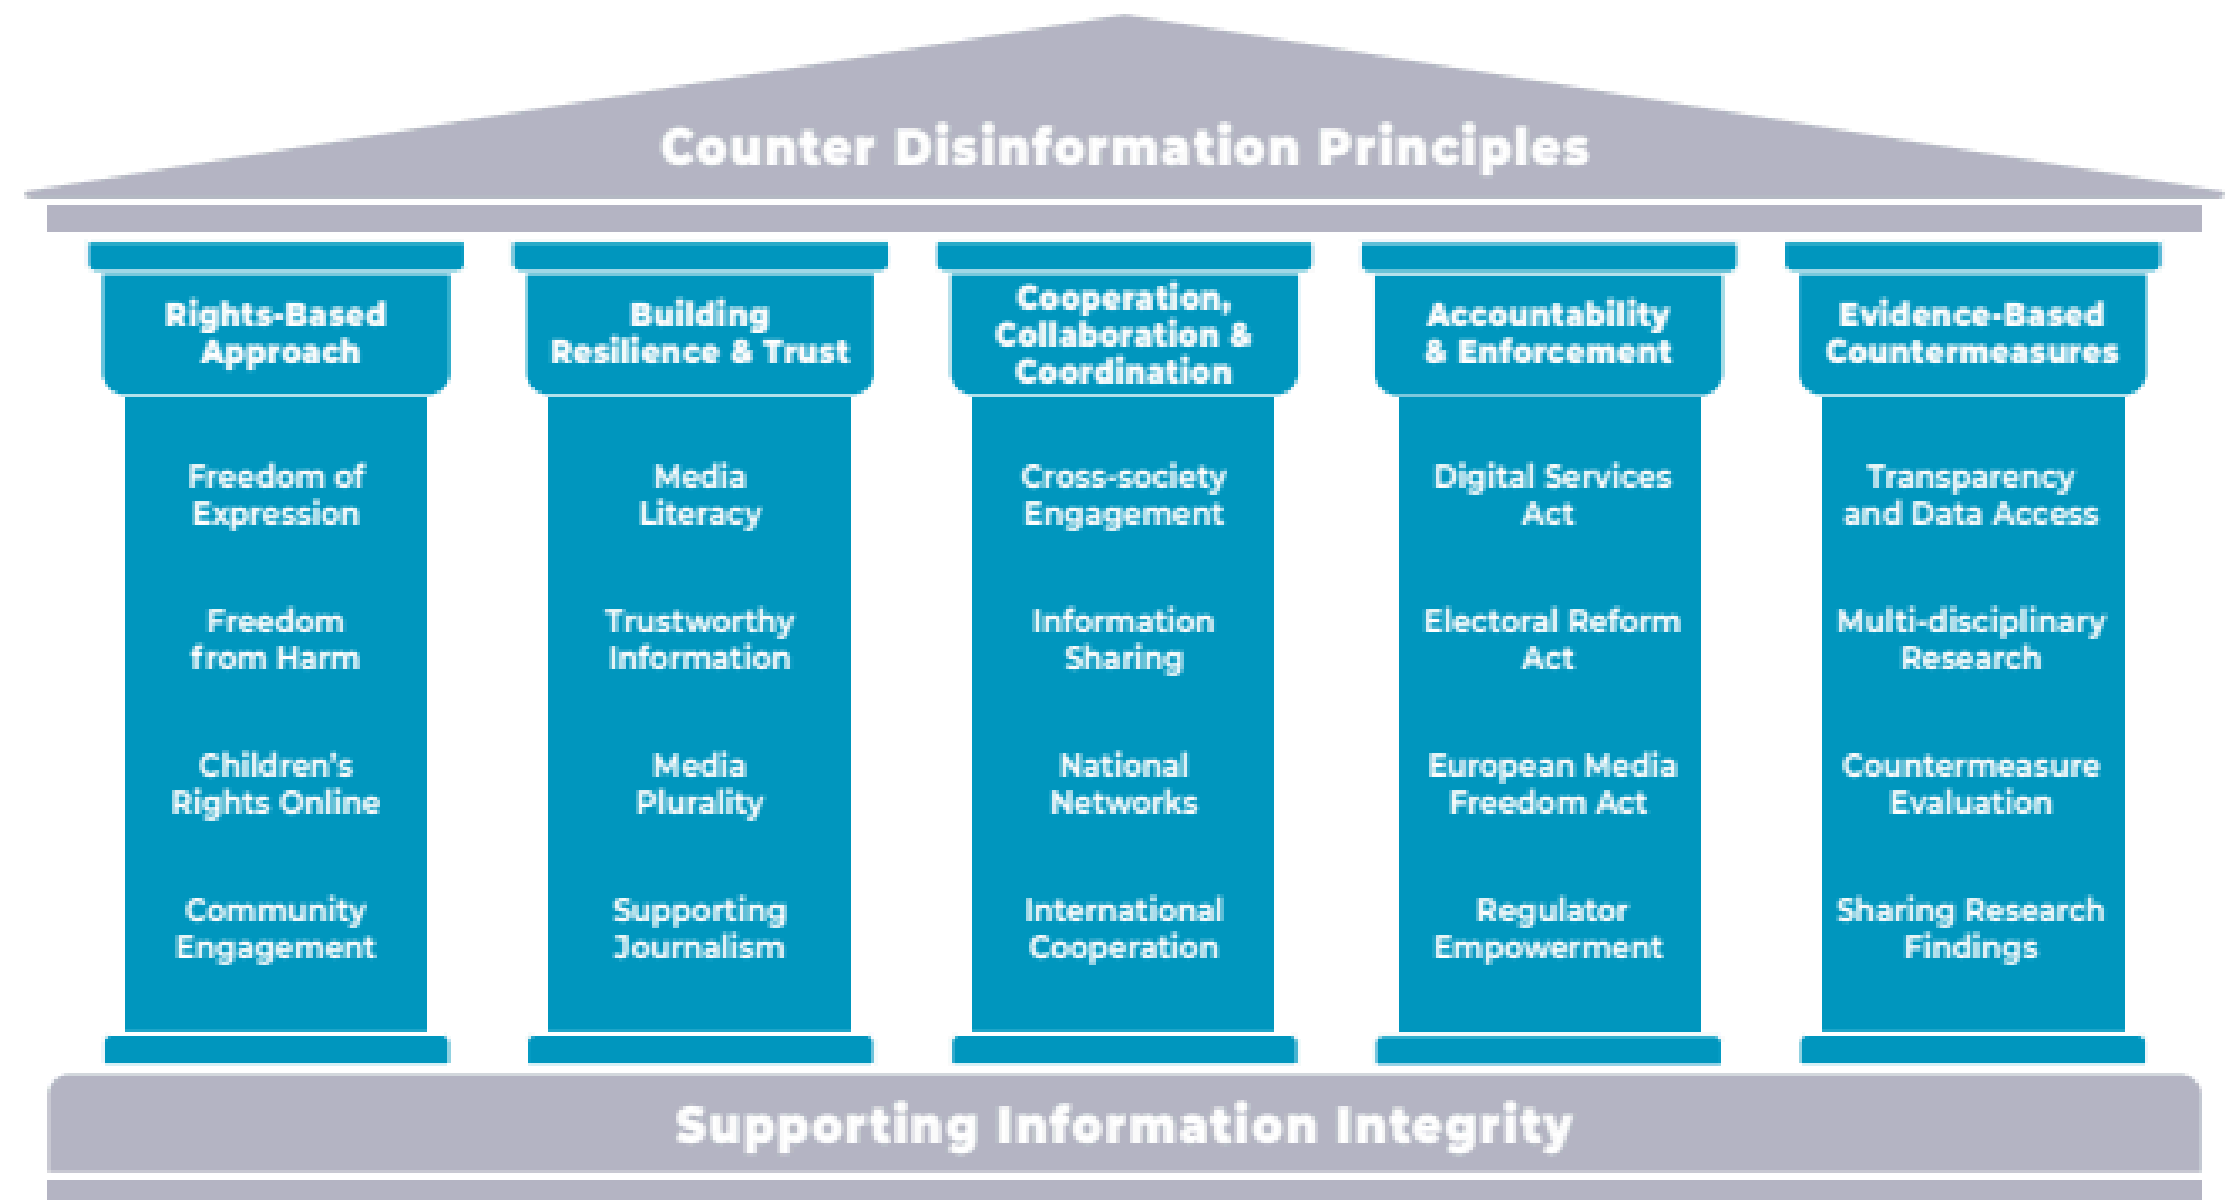 Counter Disinformation Principles
Rights-Based
Approach
Freedom of
Expression
Freedom
from Harm
Children's
Rights Online
Community
Engagement
Building
Resilience & Trust
Media
Literacy
Trustworthy
Information
Media
Plurality
Supporting
Journalism
Cooperation,
Collaboration &
Coordination
Cross-society
Engagement
Information
Sharing
National
Networks
International
Cooperation
Accountability
& Enforcement
Digital Services
Act
Electoral Reform
Act
European Media
Freedom Act
Regulator
Empowerment
Evidence-Based
Countermeasures
Transparency
and Data Access
Multi-disciplinary
Research
Countermeasure
Evaluation
Sharing Research
Findings
Supporting Information Integrity